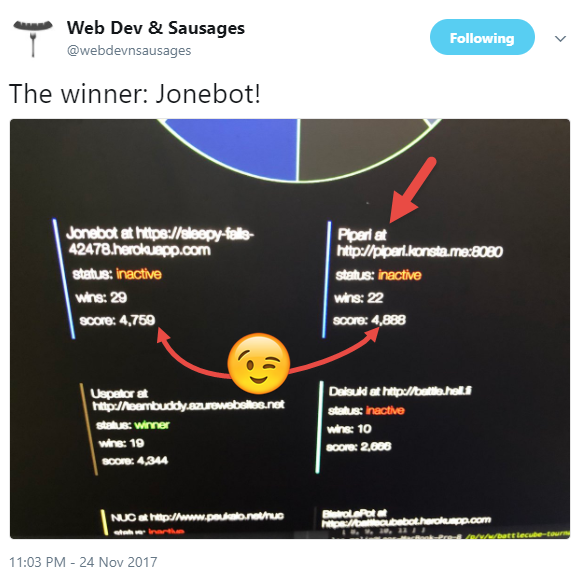 Web Dev & Sausages
@webdevnsausages
Following
The winner: Jonebot!
Jonebot at https://sleepy-falls-
42478.herokuapp.com
status: inactive
wins: 29
score: 4,759
Piparl at
http://piparl.konsta.me:8080
status: inactive
wins: 22
score: 4,888
Uspator at
http://teambuddy.azurewebsites.net
status: winner
wins: 19
score: 4,344
Daisuki at http://battle.hell.fi
status: inactive
wins: 10
score: 2,666
NUC at http://www.paukalo.net/nuc
status: inactive
BistroLePot at
https://battlecubebot.herokuapp.com
11:03 PM - 24 Nov 2017